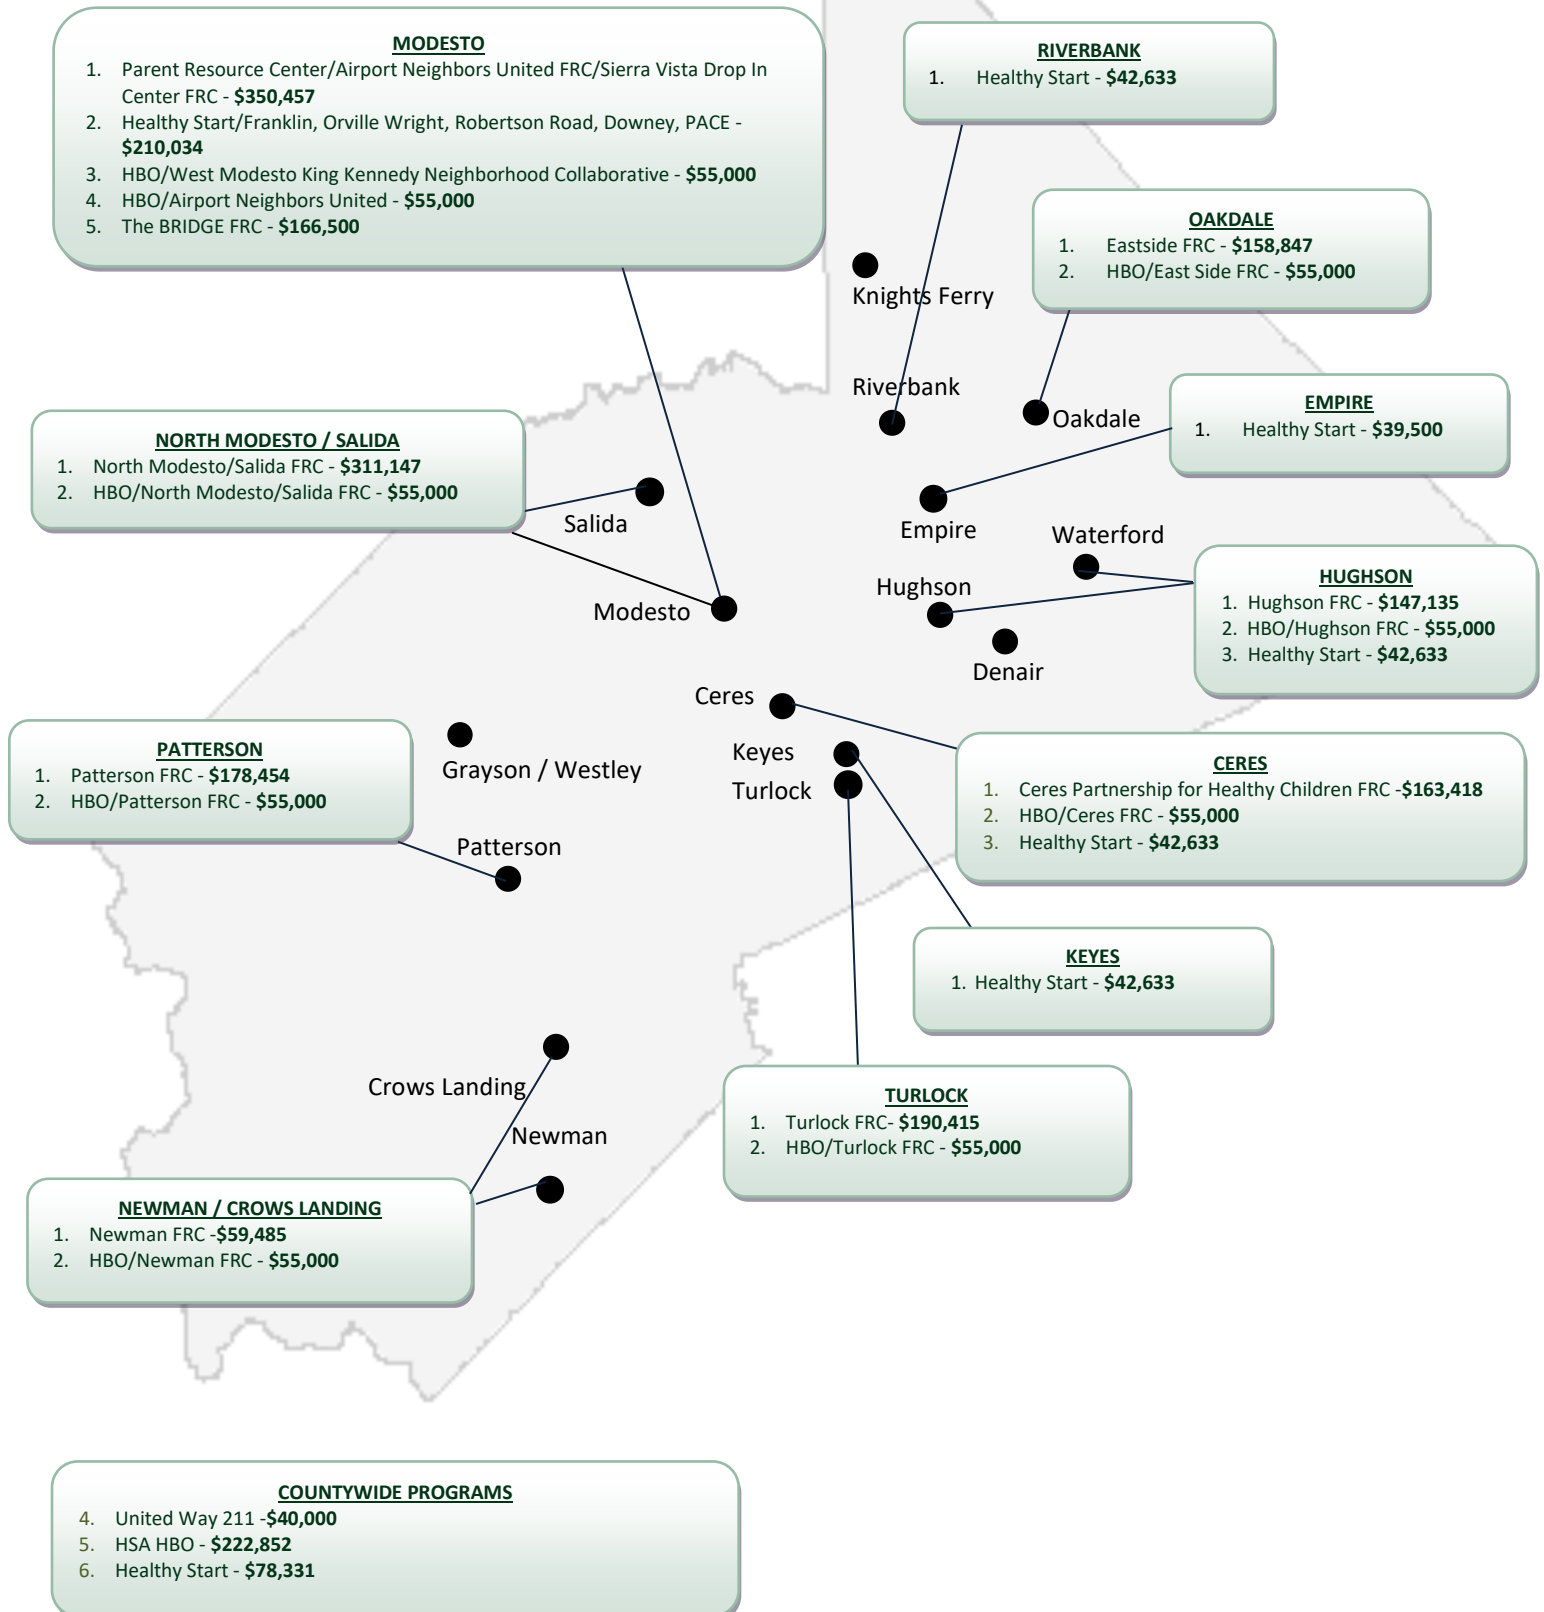 MODESTO
1. Parent Resource Center/Airport Neighbors United FRC/Sierra Vista Drop In
Center FRC - $350,457
2. Healthy Start/Franklin, Orville Wright, Robertson Road, Downey, PACE -
$210,034
3. HBO/West Modesto King Kennedy Neighborhood Collaborative - $55,000
4. HBO/Airport Neighbors United - $55,000
5. The BRIDGE FRC - $166,500
RIVERBANK
1. Healthy Start - $42,633
OAKDALE
1. Eastside FRC - $158,847
2. HBO/East Side FRC - $55,000
Knights Ferry
Riverbank
Oakdale
EMPIRE
1. Healthy Start - $39,500
NORTH MODESTO / SALIDA
1. North Modesto/Salida FRC - $311,147
2. HBO/North Modesto/Salida FRC - $55,000
Salida
Empire
Waterford
Hughson
Modesto
HUGHSON
1. Hughson FRC - $147,135
2. HBO/Hughson FRC - $55,000
3. Healthy Start - $42,633
Denair
Ceres
Keyes
Turlock
PATTERSON
1. Patterson FRC - $178,454
2. HBO/Patterson FRC - $55,000
Grayson / Westley
Patterson
CERES
1. Ceres Partnership for Healthy Children FRC -$163,418
2. HBO/Ceres FRC - $55,000
3. Healthy Start - $42,633
KEYES
1. Healthy Start - $42,633
Crows Landing
Newman
TURLOCK
1. Turlock FRC- $190,415
2. HBO/Turlock FRC - $55,000
NEWMAN / CROWS LANDING
1. Newman FRC -$59,485
2. HBO/Newman FRC - $55,000
COUNTYWIDE PROGRAMS
4. United Way 211 -$40,000
5. HSA HBO - $222,852
6. Healthy Start - $78,331